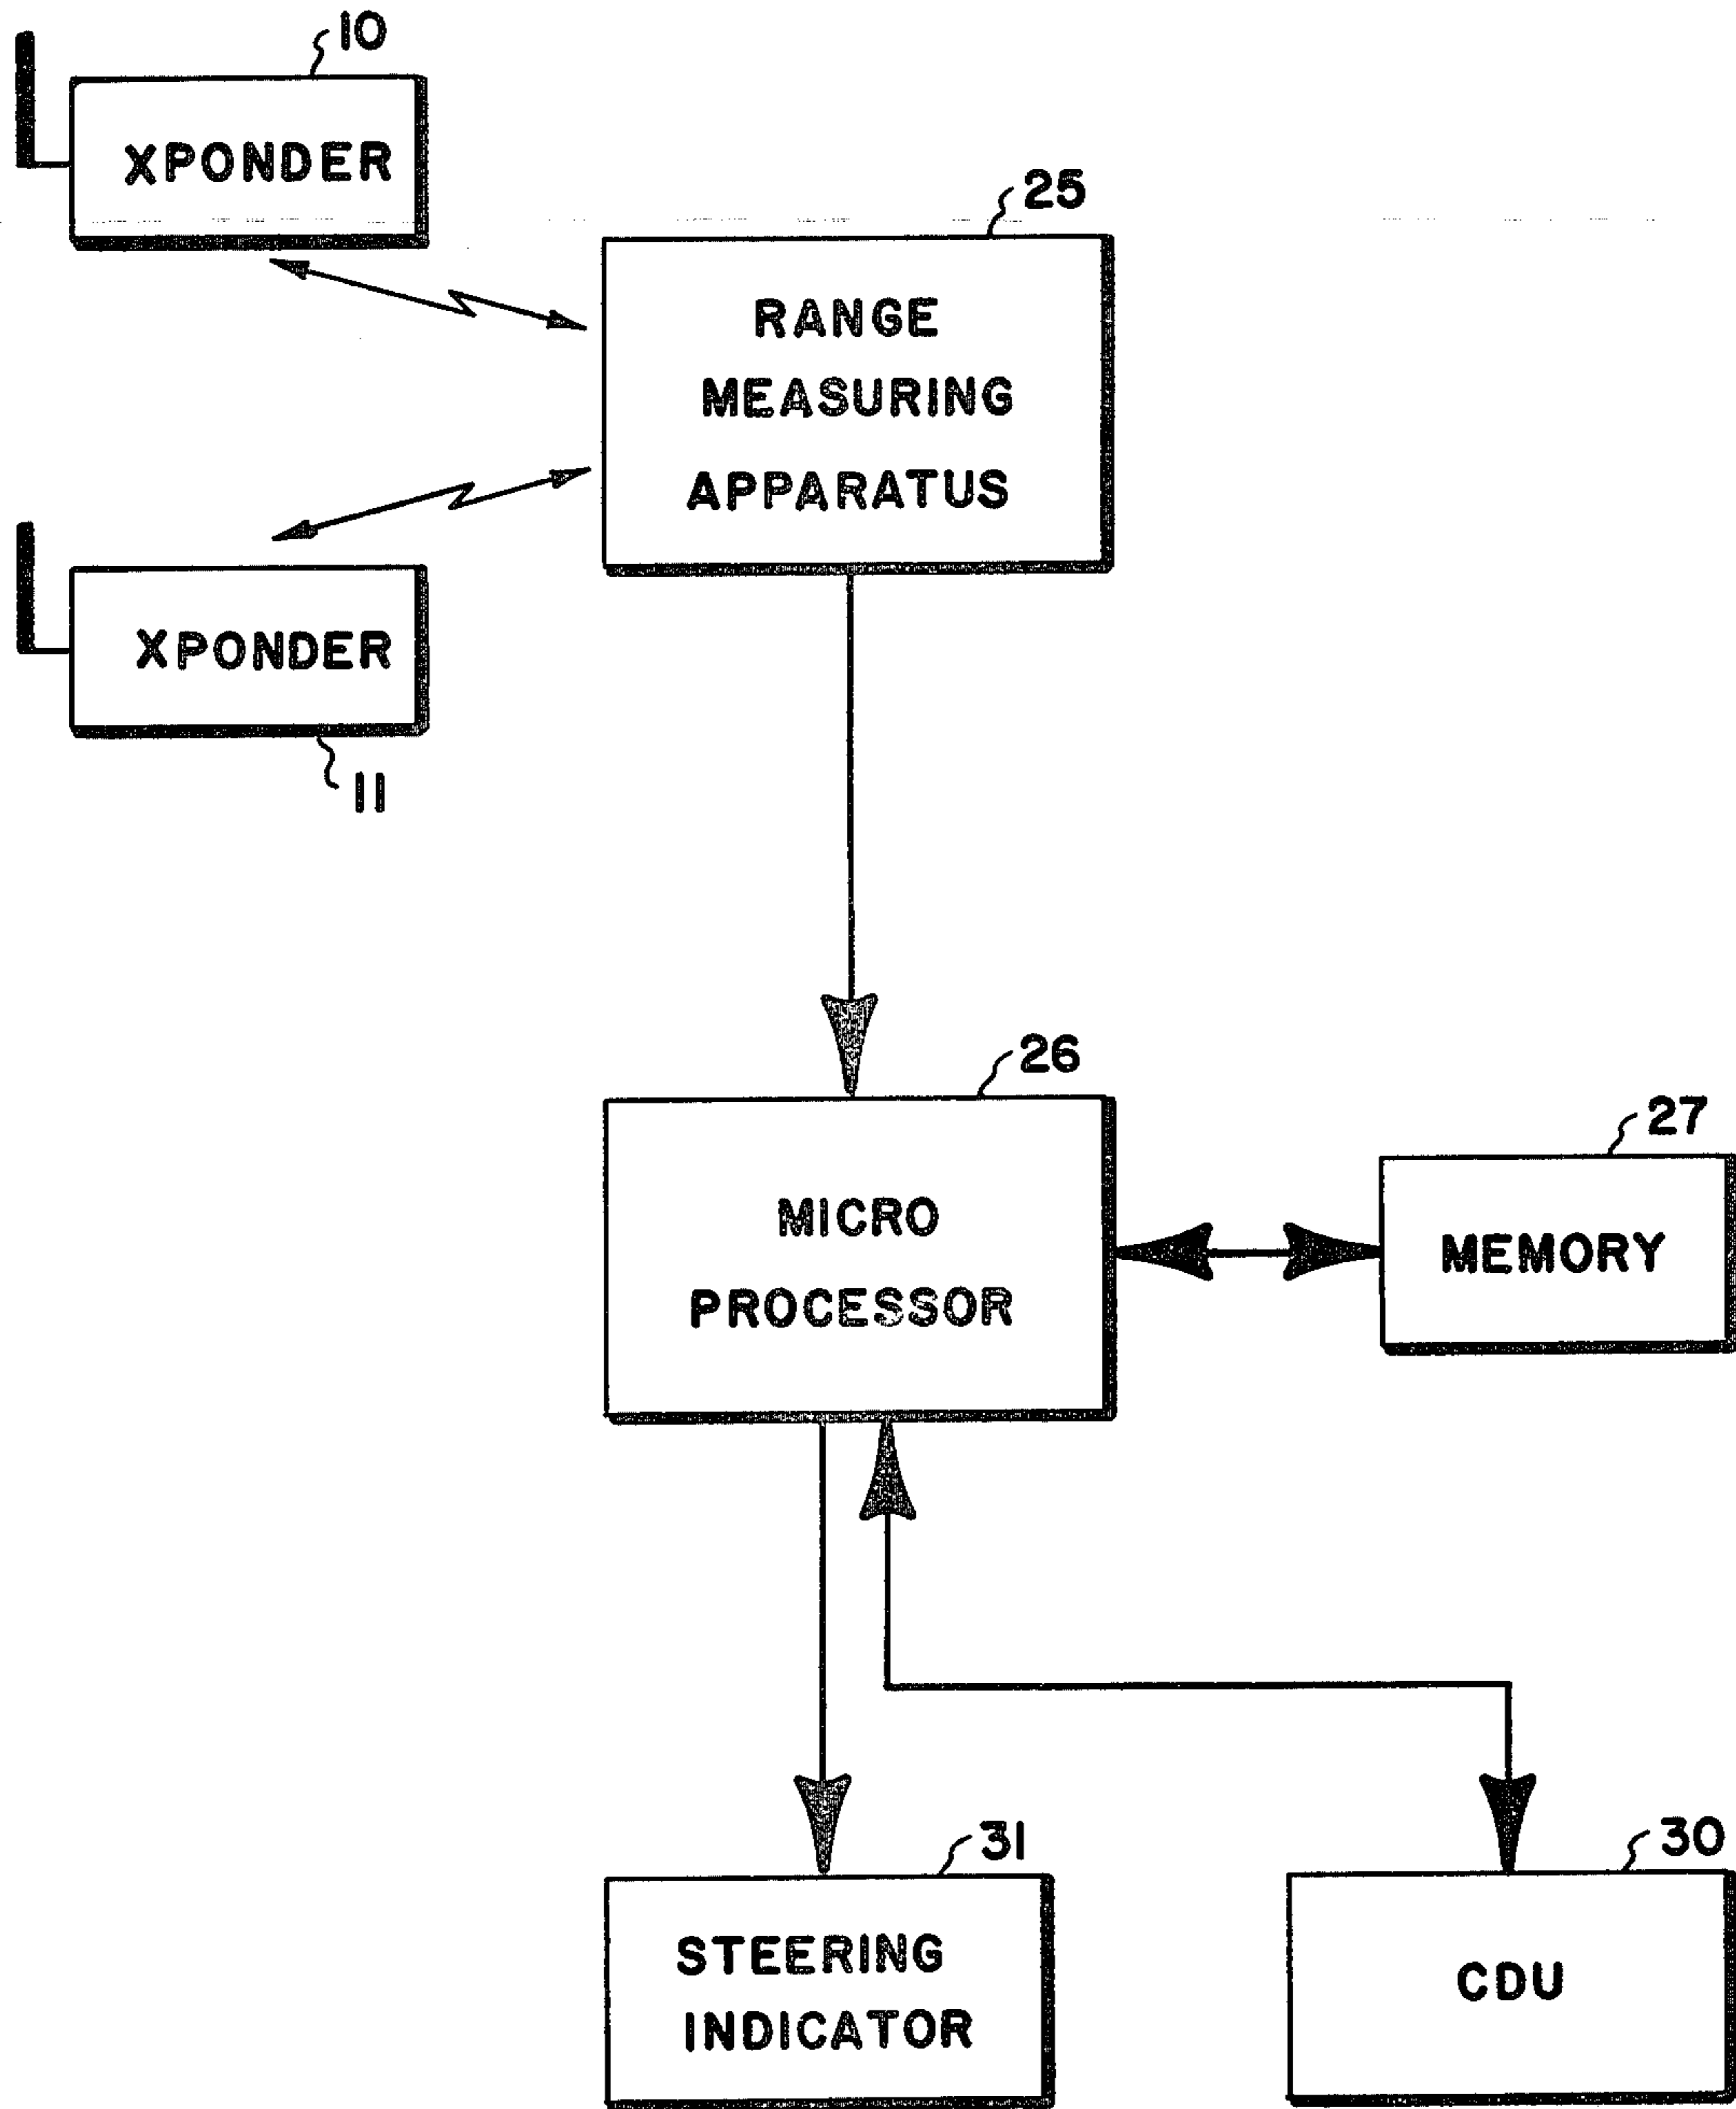 10
XPONDER
25
RANGE
MEASURING
APPARATUS
XPONDER
11
26
MICRO
PROCESSOR
27
MEMORY
31
STEERING
INDICATOR
30
CDU